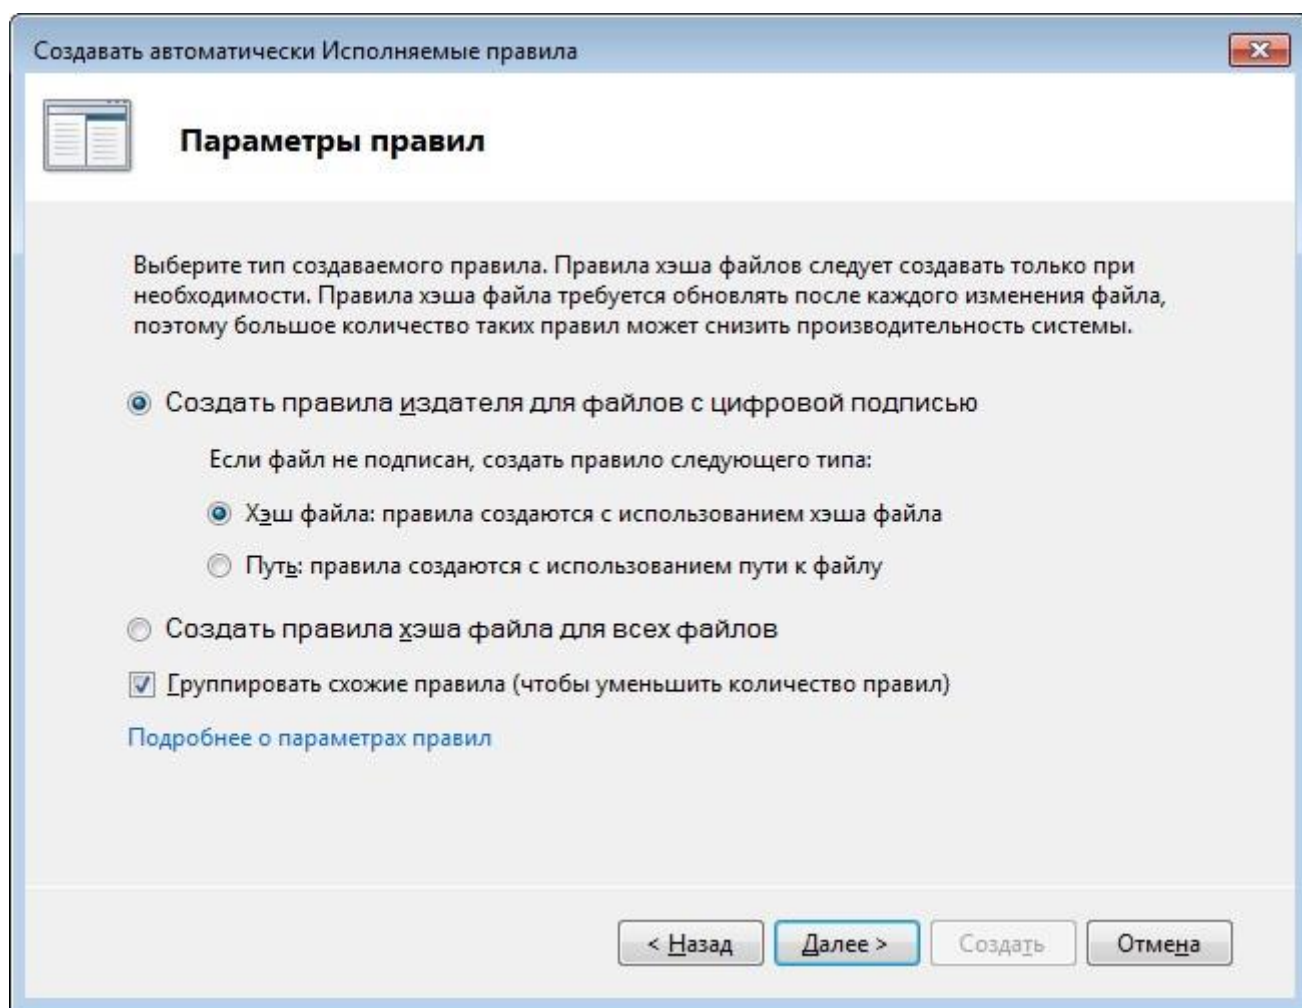 Создавать автоматически Исполняемые правила
Параметры правил
Выберите тип создаваемого правила. Правила хэша файлов следует создавать только при
необходимости. Правила хэша файла требуется обновлять после каждого изменения файла,
поэтому большое количество таких правил может снизить производительность системы.
Создать правила издателя для файлов с цифровой подписью
Если файл не подписан, создать правило следующего типа:
Хэш файла: правила создаются с использованием хэша файла
Путь: правила создаются с использованием пути к файлу
Создать правила хэша файла для всех файлов
Группировать схожие правила (чтобы уменьшить количество правил)
Подробнее о параметрах правил
< Назад Далее > Создать Отмена